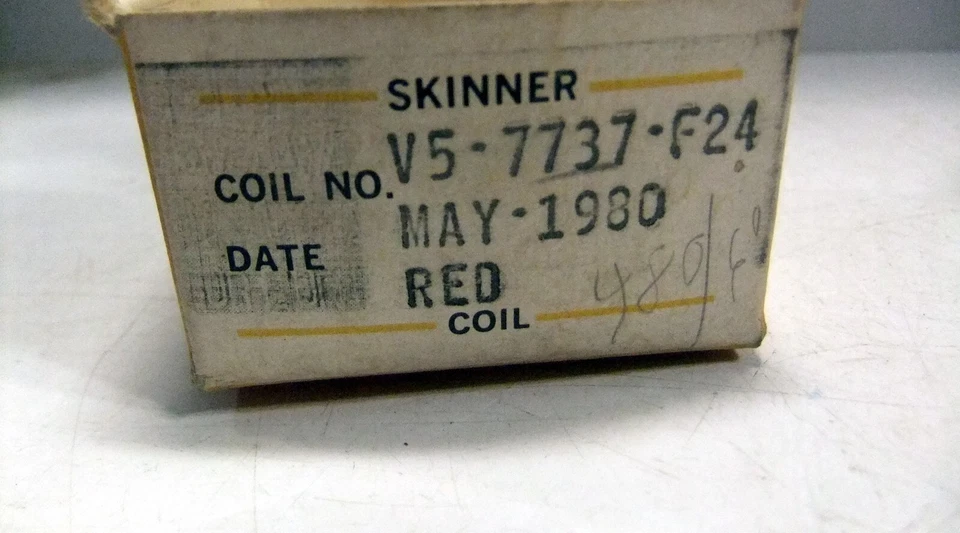 SKINNER
COIL NO. V5-7737-F24
DATE MAY-1980
RED
COIL
480/60